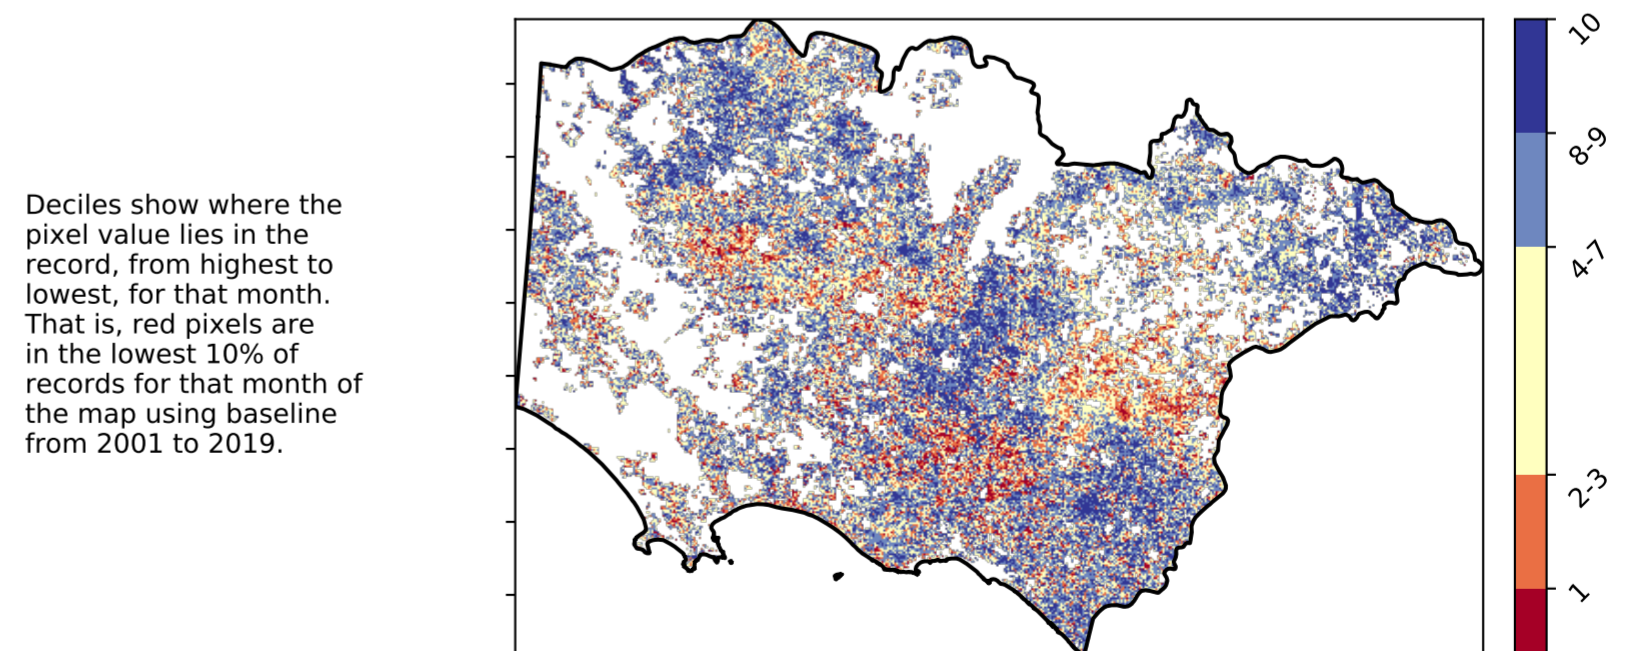 Deciles show where the
pixel value lies in the
record, from highest to
lowest, for that month.
That is, red pixels are
in the lowest 10% of
records for that month of
the map using baseline
from 2001 to 2019.
10
8-9
4-7
2-3
1